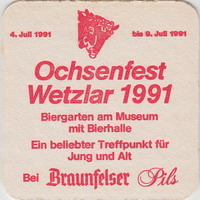 4. Juli 1991 bis 9. Juli 1991
Ochsenfest
Wetzlar 1991
Biergarten am Museum
mit Bierhalle
Ein beliebter Treffpunkt für
Jung und Alt
Bei Braunfelser Pils